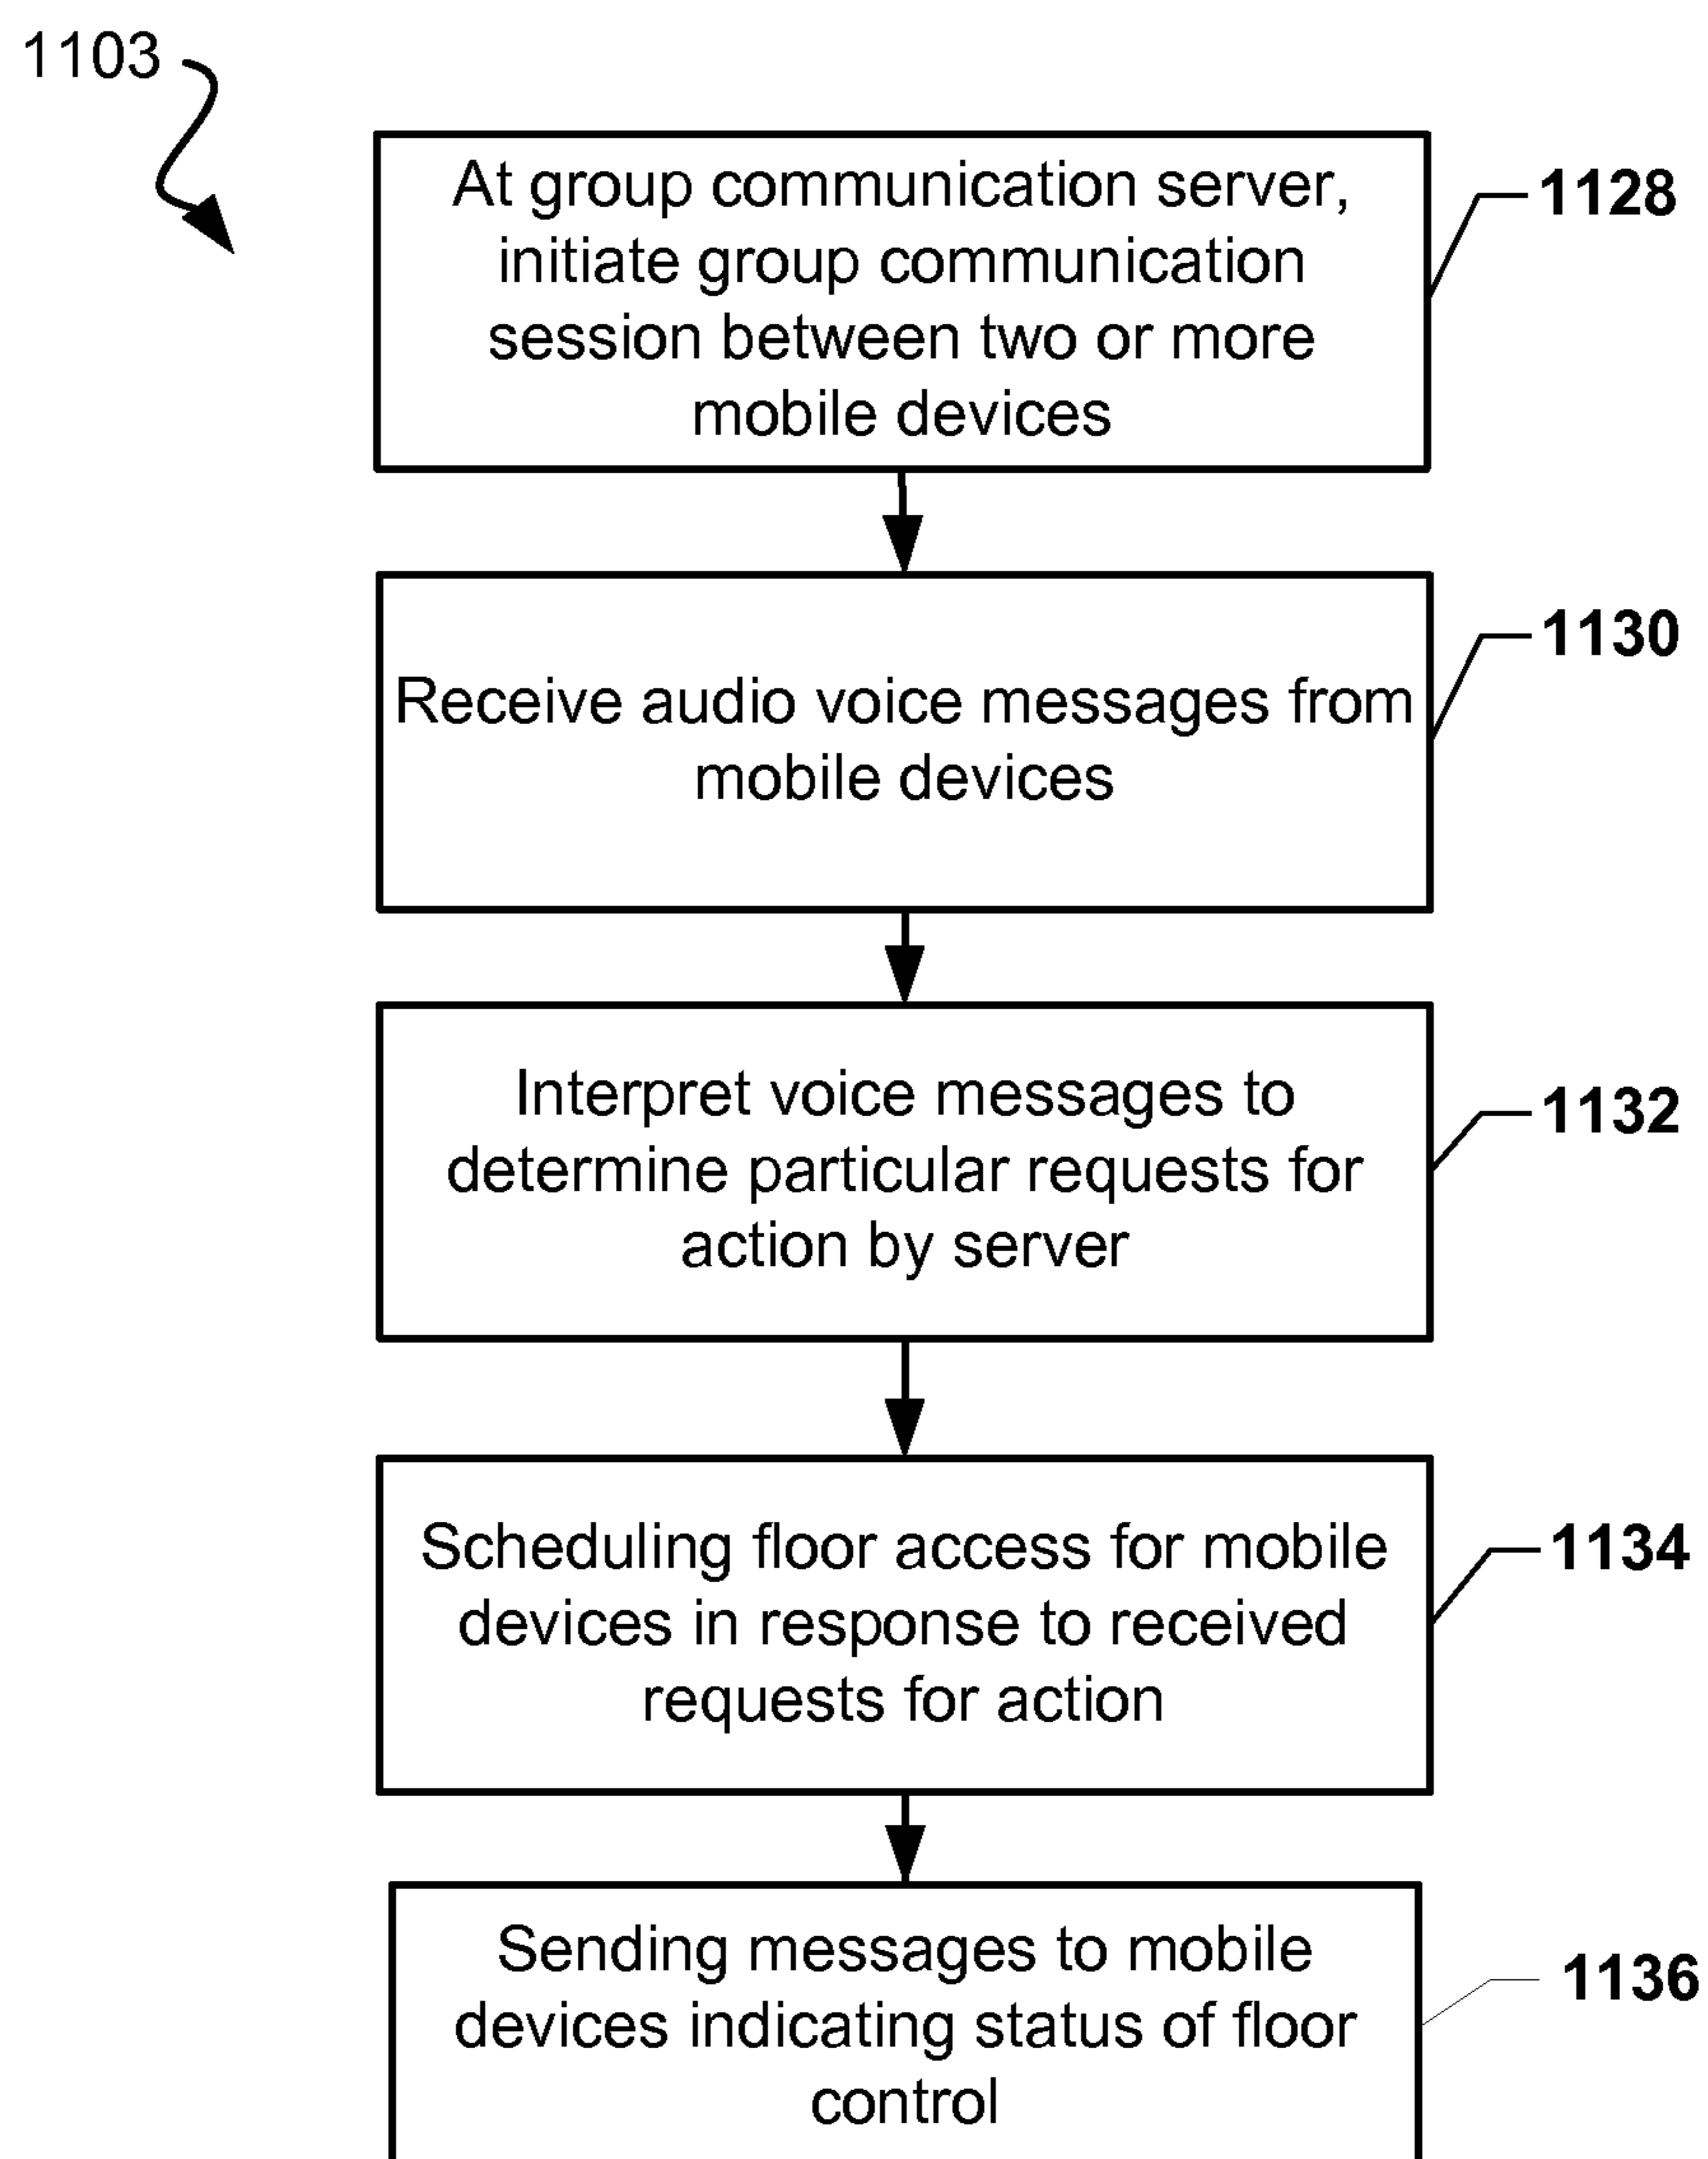 1103
At group communication server,
initiate group communication
session between two or more
mobile devices
1128
Receive audio voice messages from
mobile devices
1130
Interpret voice messages to
determine particular requests for
action by server
1132
Scheduling floor access for mobile
devices in response to received
requests for action
1134
Sending messages to mobile
devices indicating status of floor
control
1136